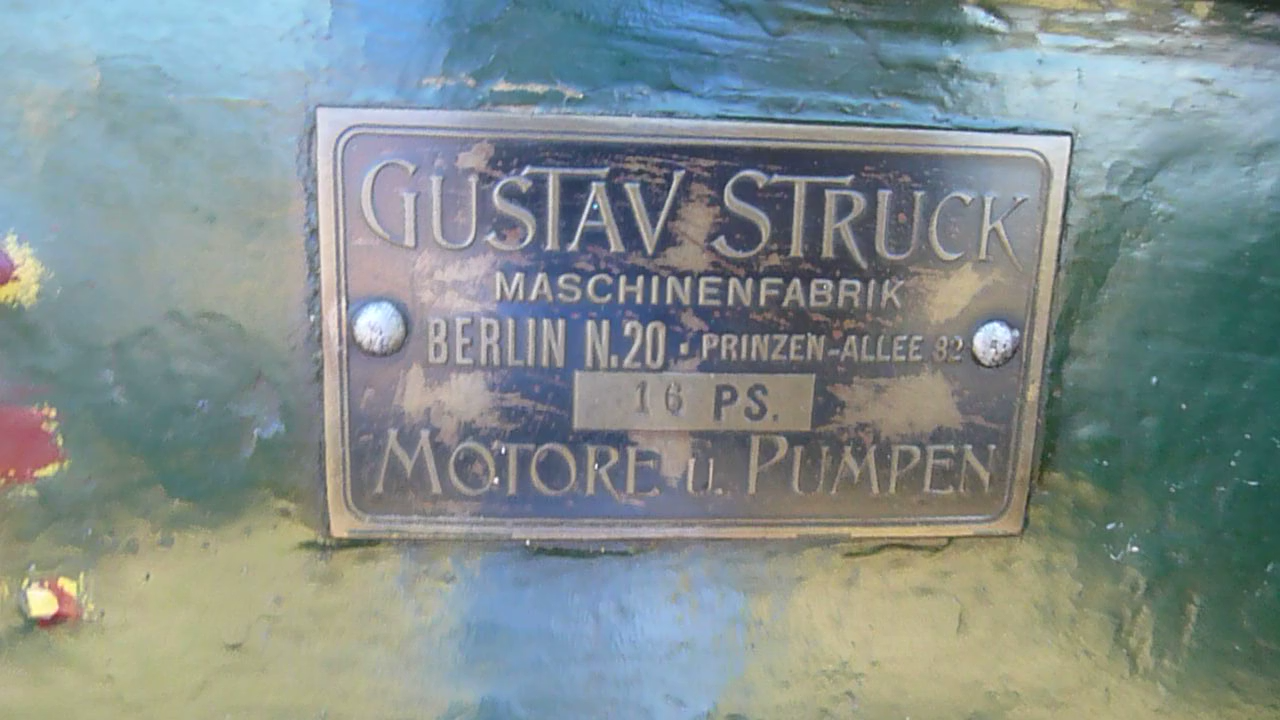 GUSTAV STRUCK
MASCHINENFABRIK
BERLIN N.20 · PRINZEN-ALLEE 82
16 PS.
MOTORE u. PUMPEN